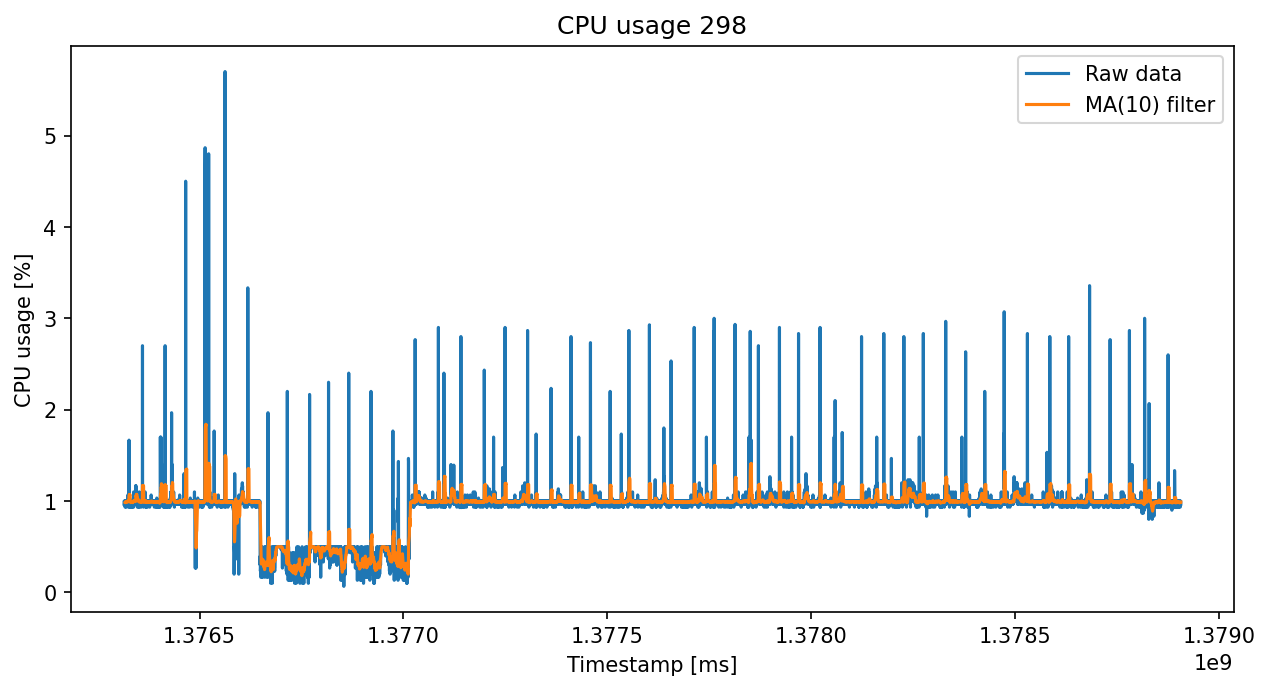 CPU usage 298
Raw data
MA(10) filter
CPU usage [%]
5
4
3
2
1
0
1.3765 1.3770 1.3775 1.3780 1.3785 1.3790
1e9
Timestamp [ms]